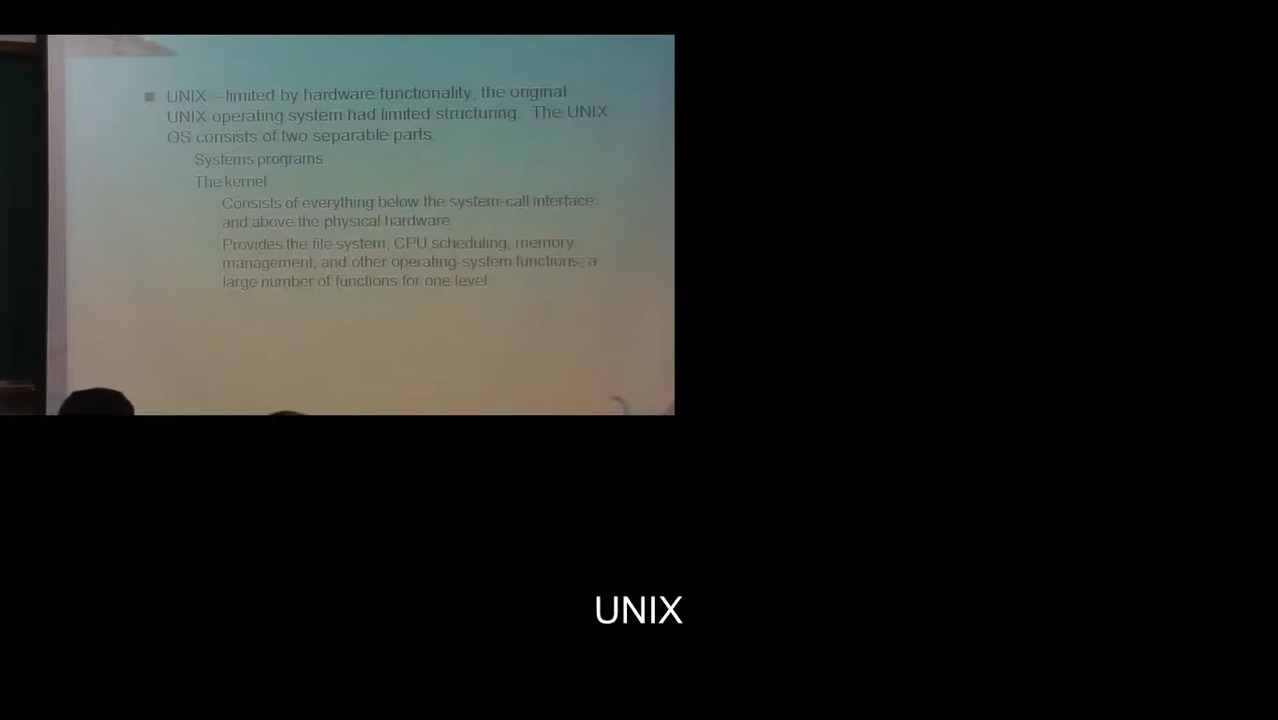 UNIX – limited by hardware functionality, the original
UNIX operating system had limited structuring. The UNIX
OS consists of two separable parts.
Systems programs
The kernel
Consists of everything below the system-call interface
and above the physical hardware
Provides the file system, CPU scheduling, memory
management, and other operating-system functions; a
large number of functions for one level
UNIX